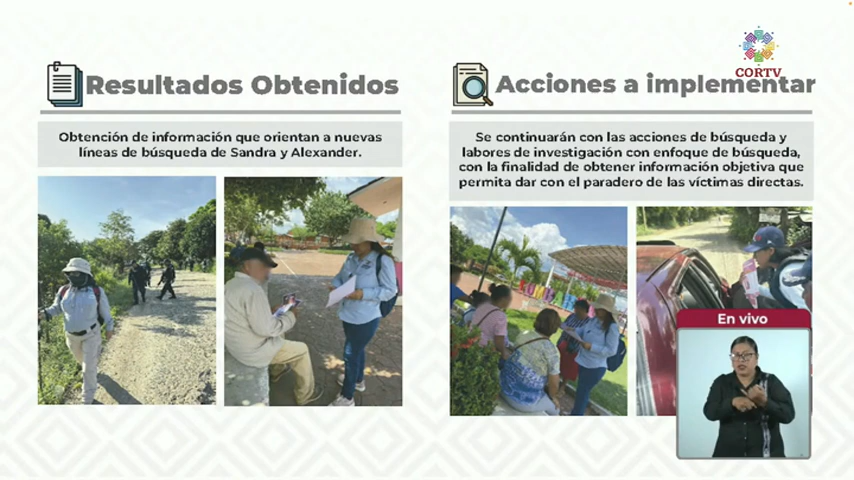 CORTV
Resultados Obtenidos
Obtención de información que orientan a nuevas
líneas de búsqueda de Sandra y Alexander.
Acciones a implementar
Se continuarán con las acciones de búsqueda y
labores de investigación con enfoque de búsqueda,
con la finalidad de obtener información objetiva que
permita dar con el paradero de las víctimas directas.
En vivo